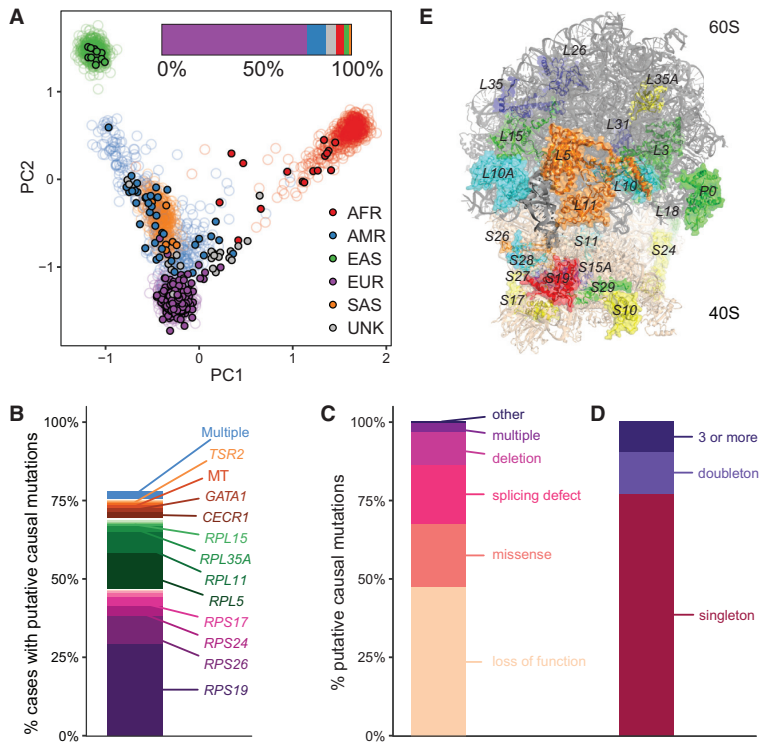 A
0% 50% 100%
PC2
1
0
−1
−1 0 1 2
PC1
AFR
AMR
EAS
EUR
SAS
UNK
E
60S
L26
L35
L35A
L31
L15
L5
L3
L10A
L10
P0
L11
L18
S26
S11
S24
S28
S15A
S27
S19
S29
S17
S10
40S
B
% cases with putative causal mutations
100%
75%
50%
25%
0%
Multiple
TSR2
MT
GATA1
CECR1
RPL15
RPL35A
RPL11
RPL5
RPS17
RPS24
RPS26
RPS19
C
% putative causal mutations
100%
75%
50%
25%
0%
other
multiple
deletion
splicing defect
missense
loss of function
D
3 or more
doubleton
singleton